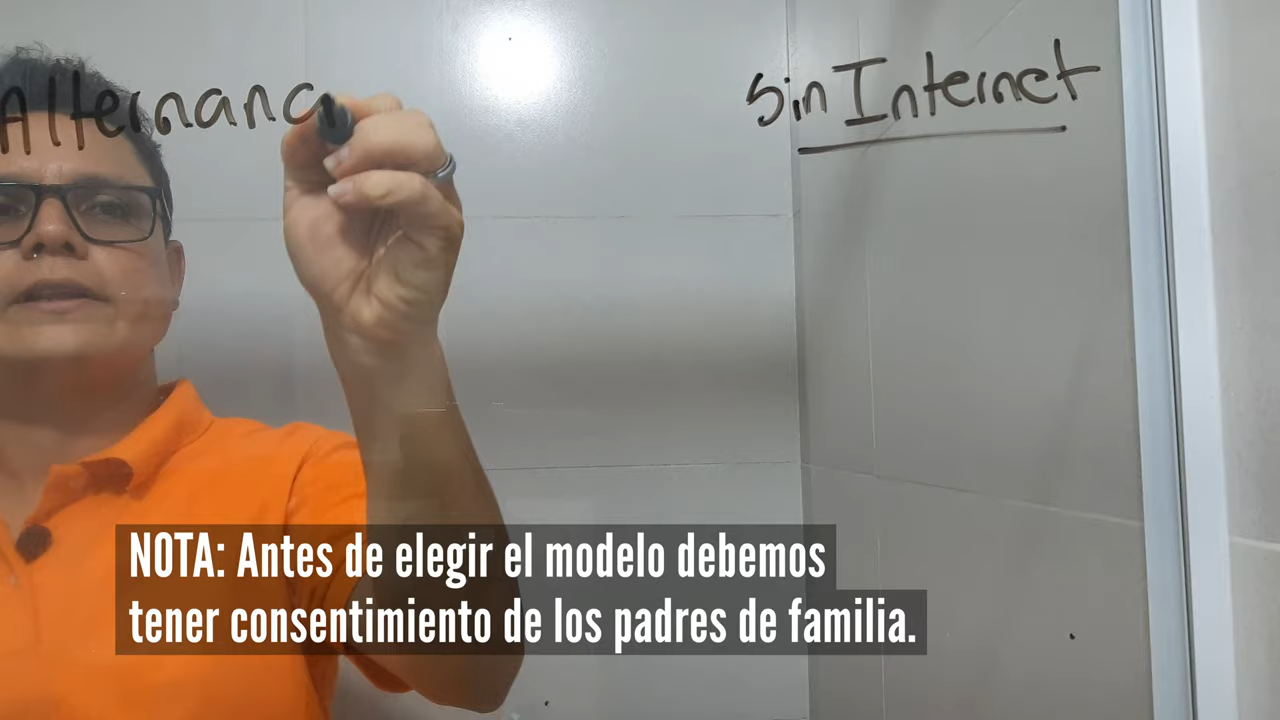 Alternanc
Sin Internet
NOTA: Antes de elegir el modelo debemos
tener consentimiento de los padres de familia.